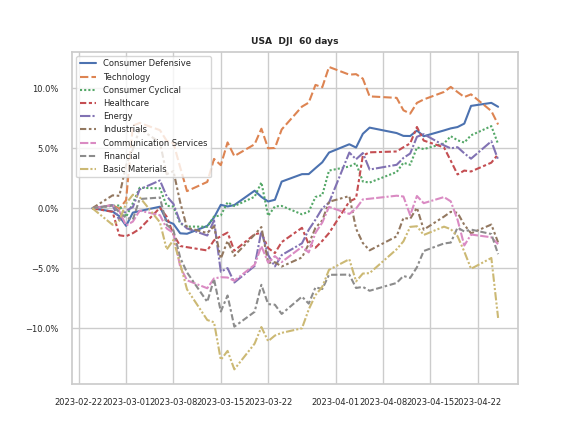 USA DJI 60 days
Consumer Defensive
Technology
Consumer Cyclical
Healthcare
Energy
Industrials
Communication Services
Financial
Basic Materials
10.0%
5.0%
0.0%
−5.0%
−10.0%
2023-02-22 2023-03-01 2023-03-08 2023-03-15 2023-03-22 2023-04-01 2023-04-08 2023-04-15 2023-04-22